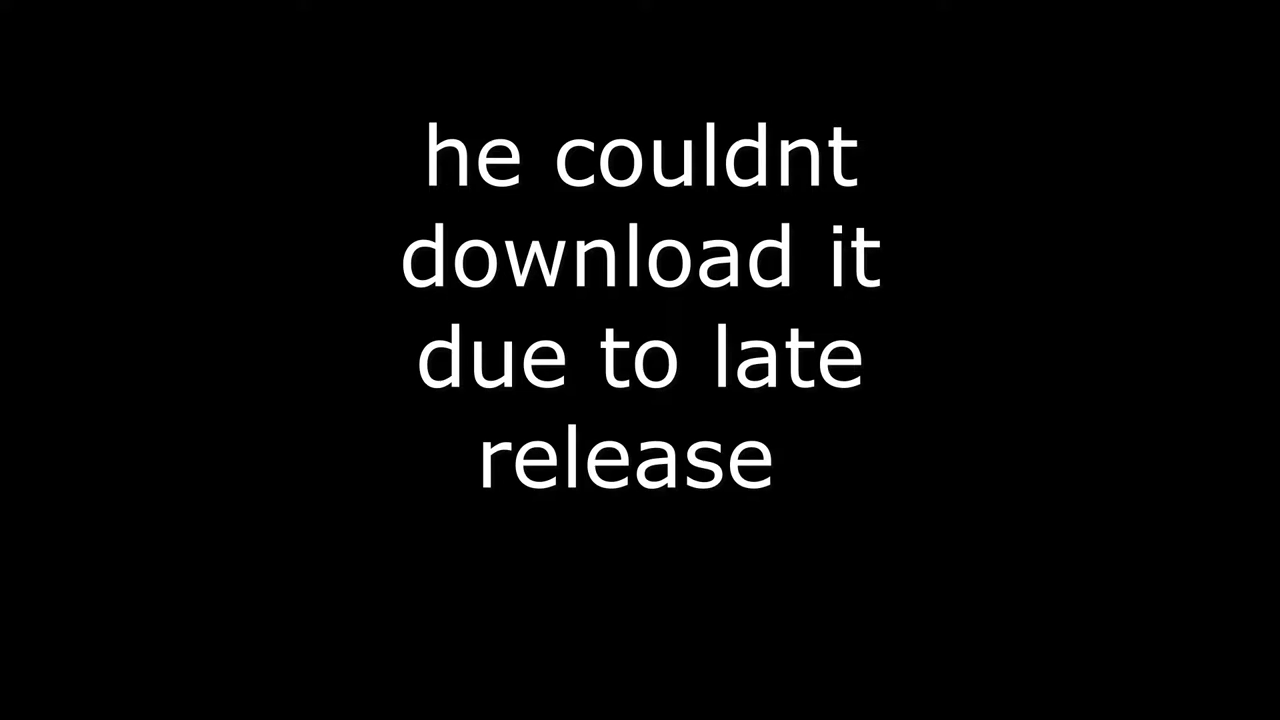 he couldnt
download it
due to late
release